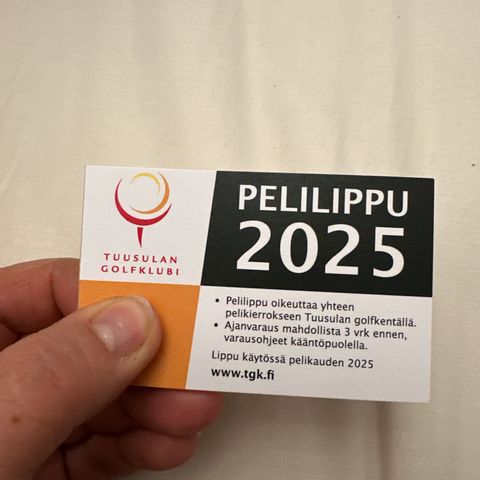 TUUSULAN
GOLFKLUBI
PELILIPPU
2025
• Pelilippu oikeuttaa yhteen
pelikierrokseen Tuusulan golfkentällä.
• Ajanvaraus mahdollista 3 vrk ennen,
varausohjeet kääntöpuolella.
Lippu käytössä pelikauden 2025
www.tgk.fi